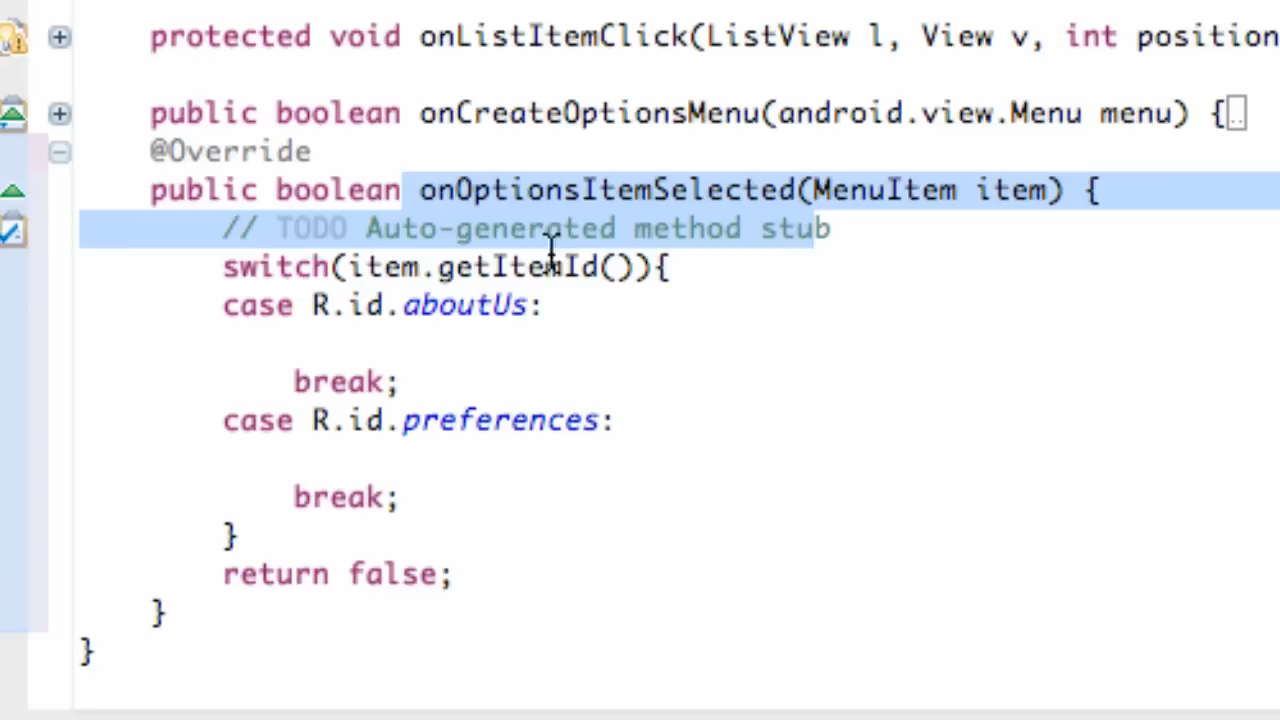 protected void onListItemClick(ListView l, View v, int position
public boolean onCreateOptionsMenu(android.view.Menu menu) {..
@Override
public boolean onOptionsItemSelected(MenuItem item) {
// TODO Auto-generated method stub
switch(item.getItemId()){
case R.id.aboutUs:
break;
case R.id.preferences:
break;
}
return false;
}
}